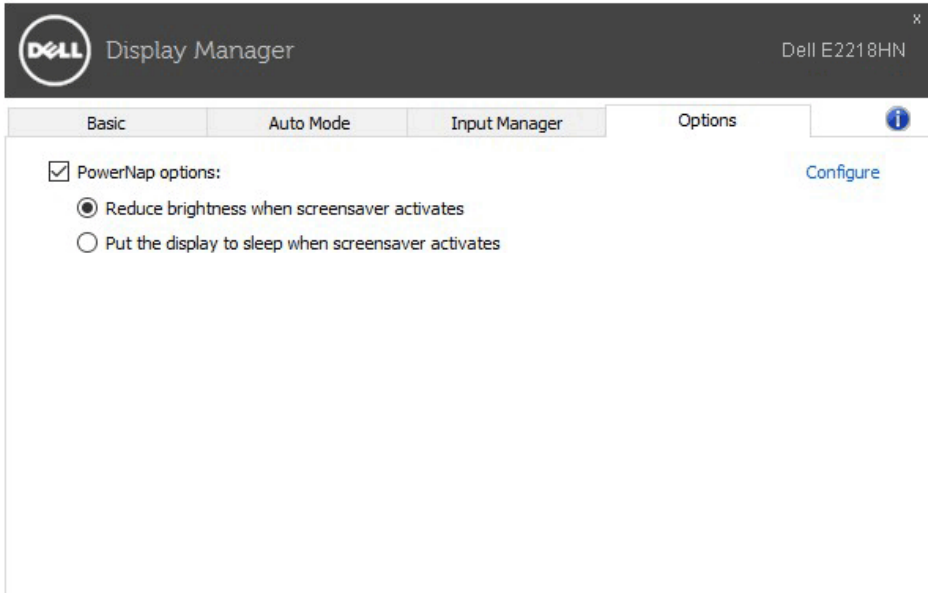 x
DELL Display Manager Dell E2218HN
Basic Auto Mode Input Manager Options i
PowerNap options: Configure
Reduce brightness when screensaver activates
Put the display to sleep when screensaver activates